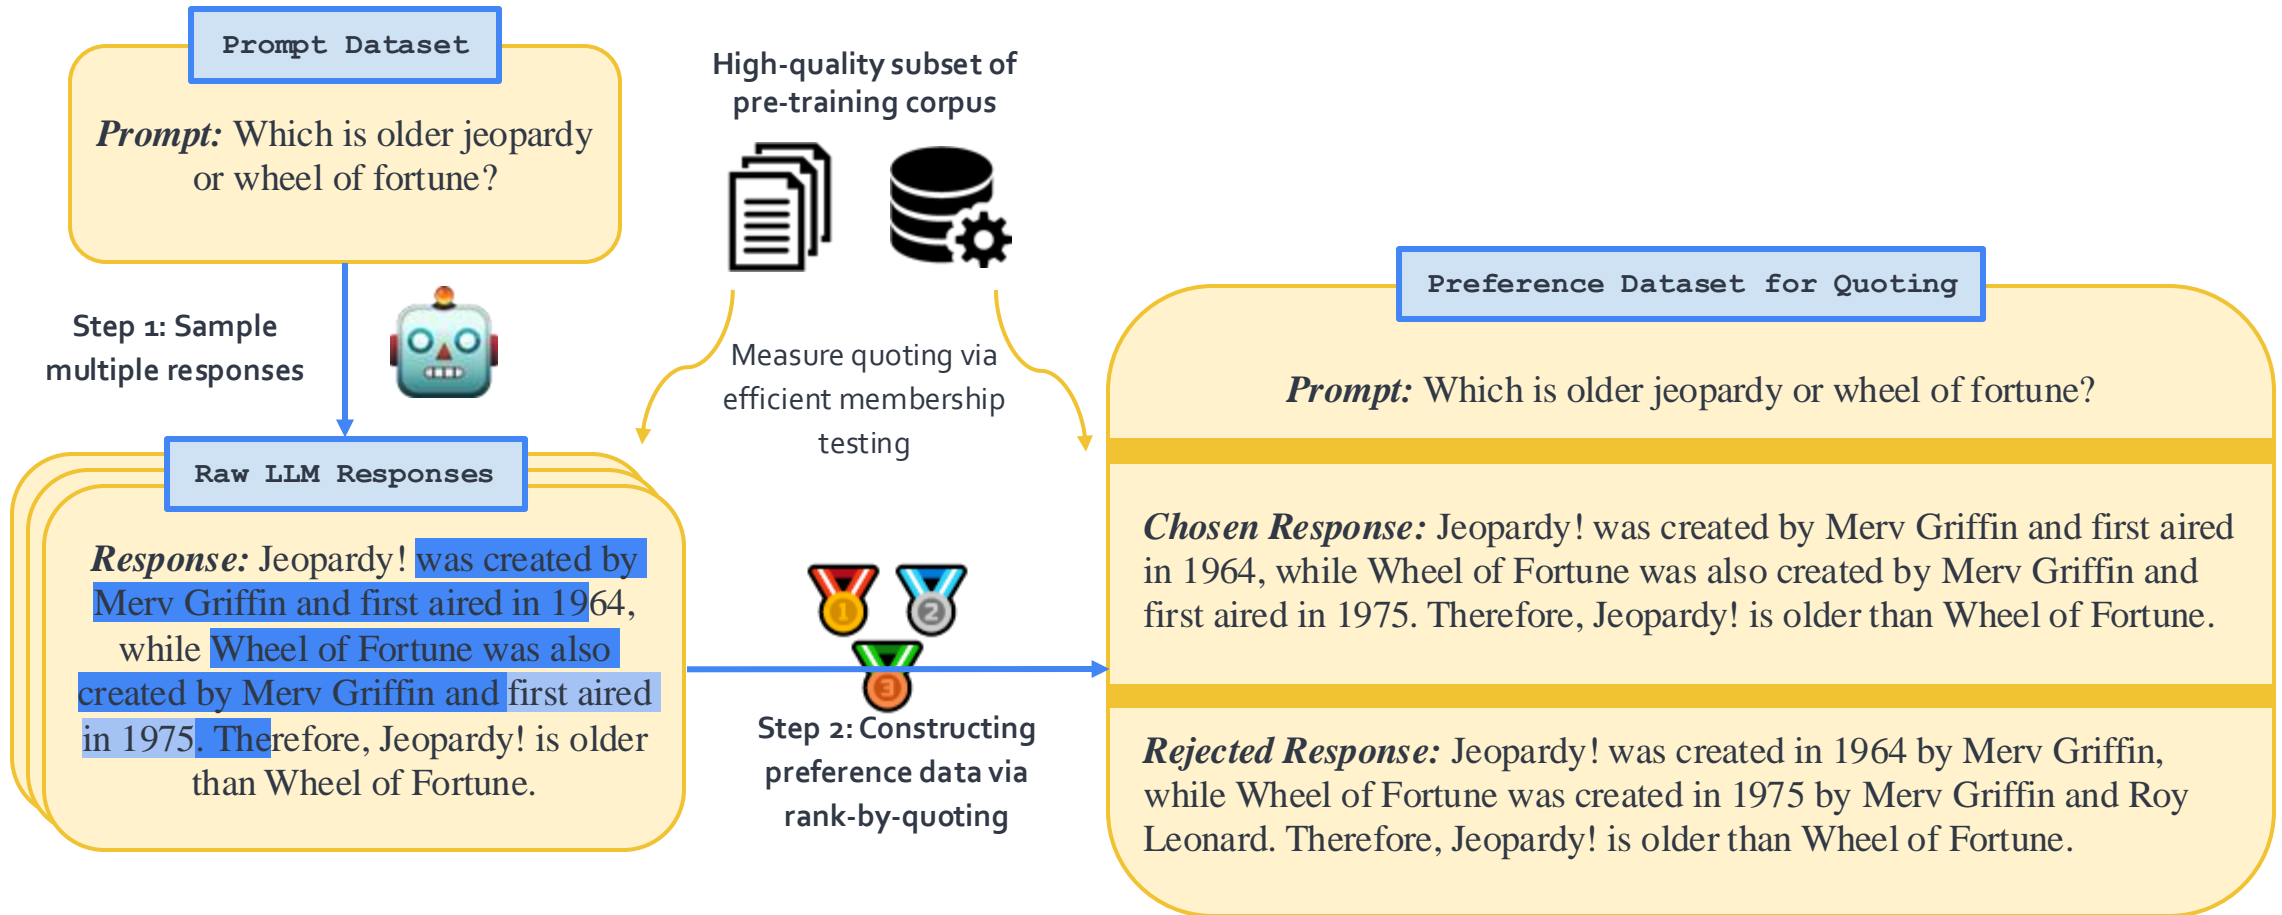 Prompt Dataset
Prompt: Which is older jeopardy
or wheel of fortune?
High-quality subset of
pre-training corpus
Step 1: Sample
multiple responses
Measure quoting via
efficient membership
testing
Raw LLM Responses
Response: Jeopardy! was created by
Merv Griffin and first aired in 1964,
while Wheel of Fortune was also
created by Merv Griffin and first aired
in 1975. Therefore, Jeopardy! is older
than Wheel of Fortune.
1
2
3
Step 2: Constructing
preference data via
rank-by-quoting
Preference Dataset for Quoting
Prompt: Which is older jeopardy or wheel of fortune?
Chosen Response: Jeopardy! was created by Merv Griffin and first aired
in 1964, while Wheel of Fortune was also created by Merv Griffin and
first aired in 1975. Therefore, Jeopardy! is older than Wheel of Fortune.
Rejected Response: Jeopardy! was created in 1964 by Merv Griffin,
while Wheel of Fortune was created in 1975 by Merv Griffin and Roy
Leonard. Therefore, Jeopardy! is older than Wheel of Fortune.